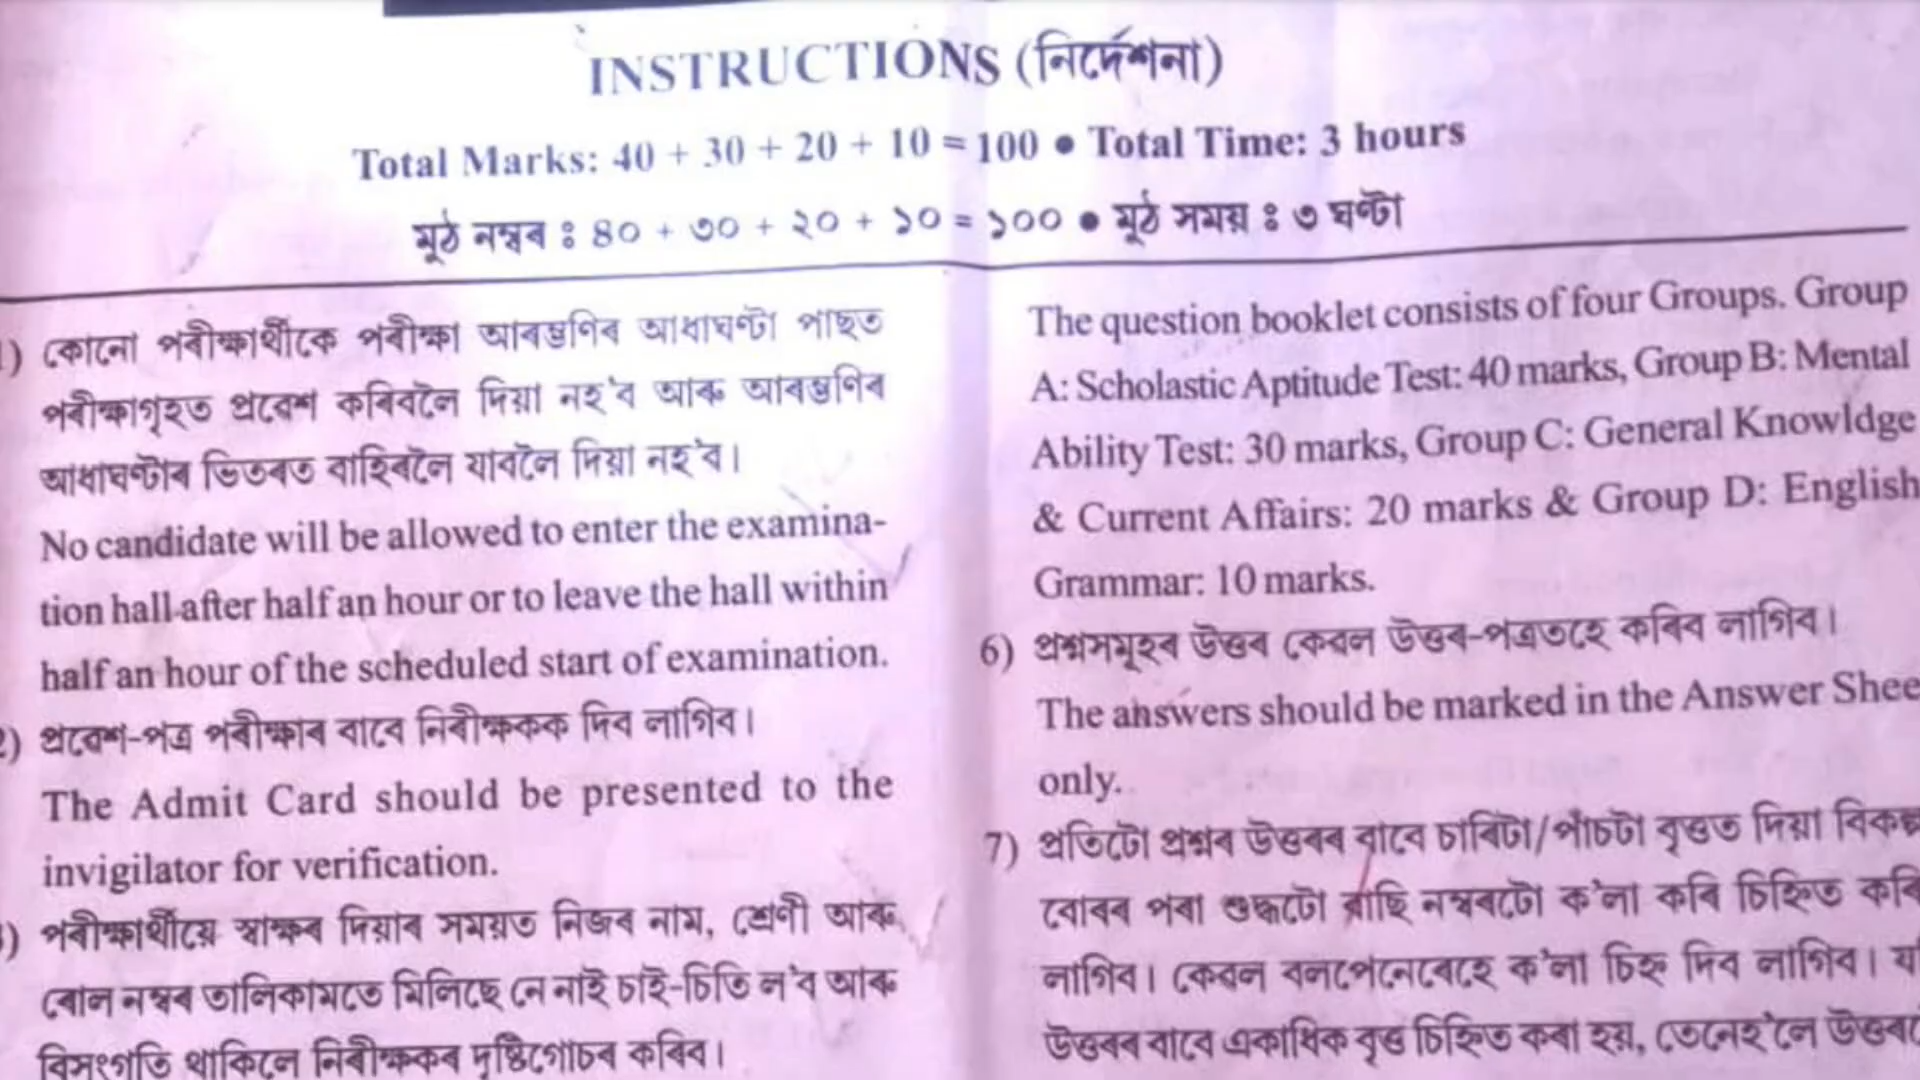 INSTRUCTIONS (নিৰ্দেশনা)
Total Marks: 40 + 30 + 20 + 10 = 100 ● Total Time: 3 hours
মুঠ নম্বৰ ঃ ৪০ + ৩০ + ২০ + ১০ = ১০০ ● মুঠ সময় ঃ ৩ ঘণ্টা
1) কোনো পৰীক্ষাৰ্থীকে পৰীক্ষা আৰম্ভণিৰ আধাঘণ্টা পাছত
পৰীক্ষাগৃহত প্ৰবেশ কৰিবলৈ দিয়া নহ'ব আৰু আৰম্ভণিৰ
আধাঘণ্টাৰ ভিতৰত বাহিৰলৈ যাবলৈ দিয়া নহ'ব।
No candidate will be allowed to enter the examina-
tion hall after half an hour or to leave the hall within
half an hour of the scheduled start of examination.
2) প্ৰবেশ-পত্ৰ পৰীক্ষাৰ বাবে নিৰীক্ষকক দিব লাগিব।
The Admit Card should be presented to the
invigilator for verification.
) পৰীক্ষাৰ্থীয়ে স্বাক্ষৰ দিয়াৰ সময়ত নিজৰ নাম, শ্ৰেণী আৰু
ৰোল নম্বৰ তালিকামতে মিলিছে নে নাই চাই-চিতি ল'ব আৰু
বিসংগতি থাকিলে নিৰীক্ষকৰ দৃষ্টিগোচৰ কৰিব।
The question booklet consists of four Groups. Group
A: Scholastic Aptitude Test: 40 marks, Group B: Mental
Ability Test: 30 marks, Group C: General Knowldge
& Current Affairs: 20 marks & Group D: English
Grammar: 10 marks.
6) প্ৰশ্নসমূহৰ উত্তৰ কেৱল উত্তৰ-পত্ৰতহে কৰিব লাগিব।
The answers should be marked in the Answer Shee
only.
7) প্ৰতিটো প্ৰশ্নৰ উত্তৰৰ বাবে চাৰিটা/পাঁচটা বৃত্তত দিয়া বিকল্প
বোৰৰ পৰা শুদ্ধটো বাছি নম্বৰটো ক'লা কৰি চিহ্নিত কৰি
লাগিব। কেৱল বলপেনেৰেহে ক'লা চিহ্ন দিব লাগিব। য
উত্তৰৰ বাবে একাধিক বৃত্ত চিহ্নিত কৰা হয়, তেনেহ'লে উত্তৰ